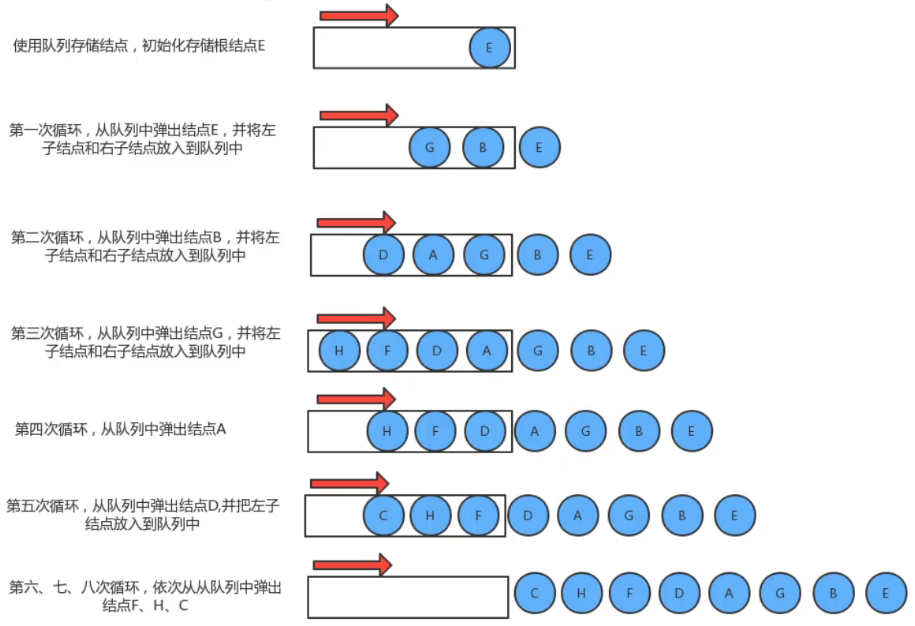 使用队列存储结点，初始化存储根结点E
E
第一次循环，从队列中弹出结点E，并将左
子结点和右子结点放入到队列中
G B E
第二次循环，从队列中弹出结点B，并将左
子结点和右子结点放入到队列中
D A G B E
第三次循环，从队列中弹出结点G，并将左
子结点和右子结点放入到队列中
H F D A G B E
第四次循环，从队列中弹出结点A
H F D A G B E
第五次循环，从队列中弹出结点D,并把左子
结点放入到队列中
C H F D A G B E
第六、七、八次循环，依次从从队列中弹出
结点F、H、C
C H F D A G B E